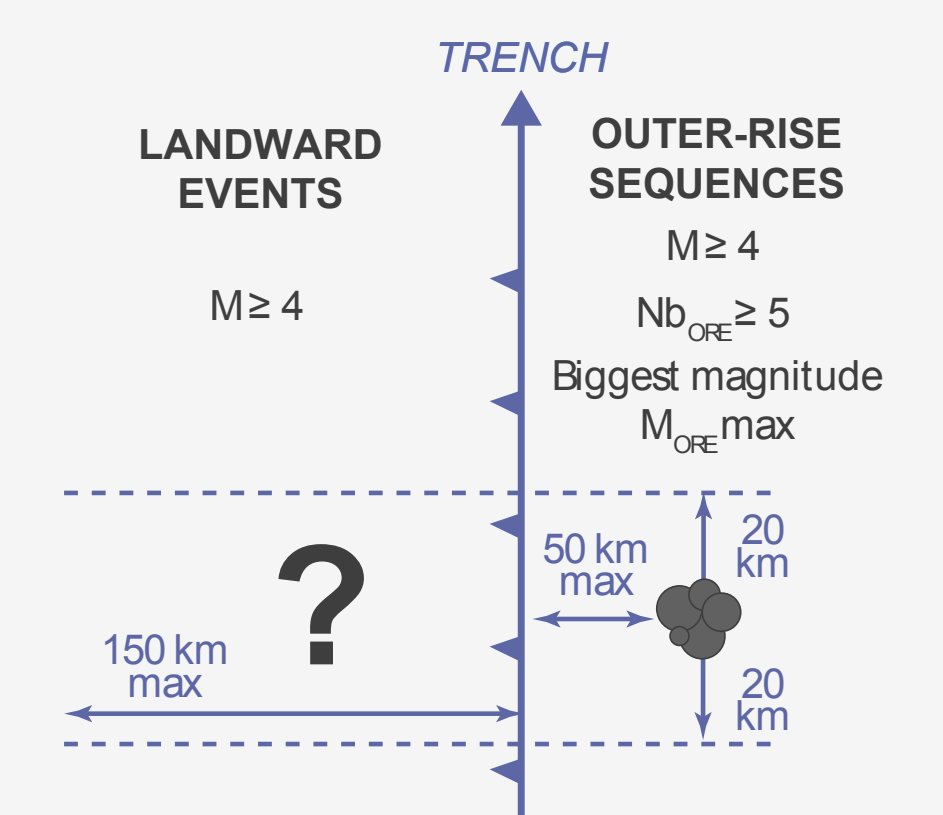 TRENCH
LANDWARD
EVENTS
M ≥ 4
OUTER-RISE
SEQUENCES
M ≥ 4
Nb_ORE ≥ 5
Biggest magnitude
M_ORE max
?
150 km
max
50 km
max
20
km
20
km